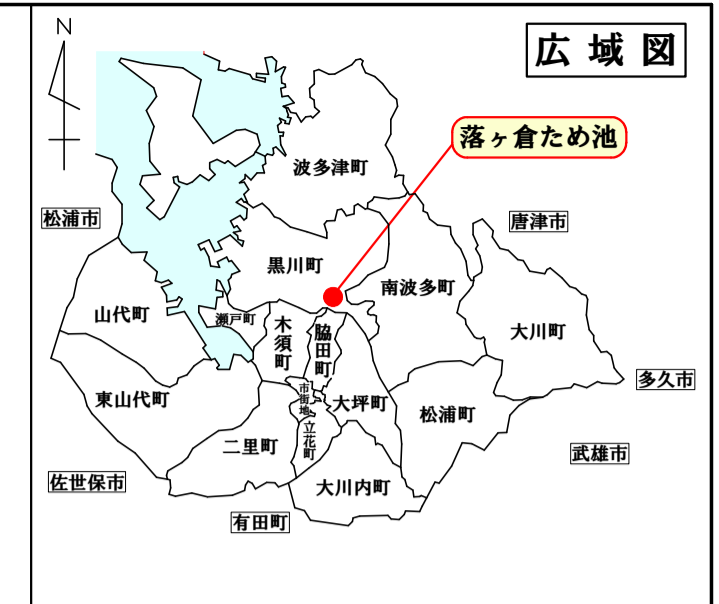 N
広域図
落ヶ倉ため池
波多津町
松浦市
唐津市
黒川町
南波多町
山代町
瀬戸町
木須町
脇田町
大川町
多久市
東山代町
市街地
大坪町
松浦町
立花町
二里町
武雄市
佐世保市
大川内町
有田町